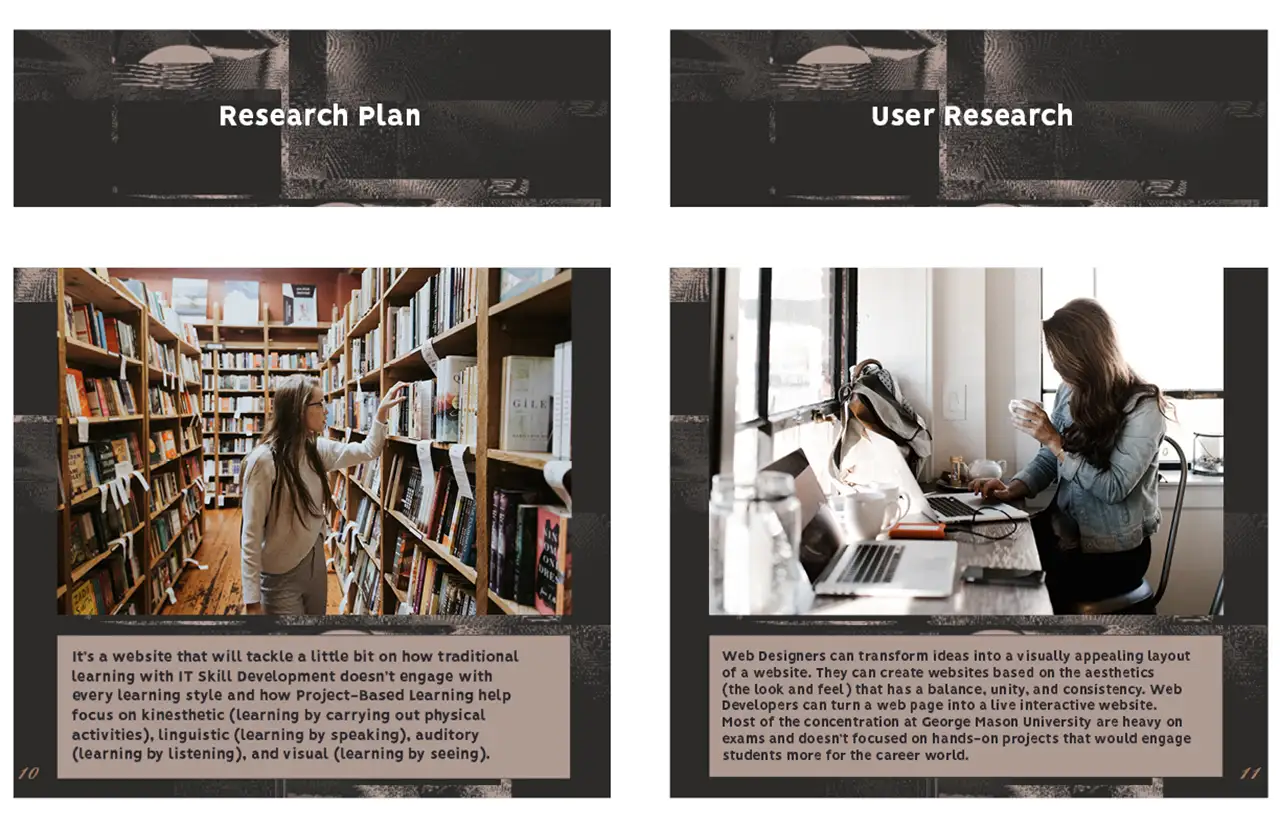 Research Plan
It's a website that will tackle a little bit on how traditional
learning with IT Skill Development doesn't engage with
every learning style and how Project-Based Learning help
focus on kinesthetic (learning by carrying out physical
activities), linguistic (learning by speaking), auditory
(learning by listening), and visual (learning by seeing).
10
User Research
Web Designers can transform ideas into a visually appealing layout
of a website. They can create websites based on the aesthetics
(the look and feel) that has a balance, unity, and consistency. Web
Developers can turn a web page into a live interactive website.
Most of the concentration at George Mason University are heavy on
exams and doesn't focused on hands-on projects that would engage
students more for the career world.
11